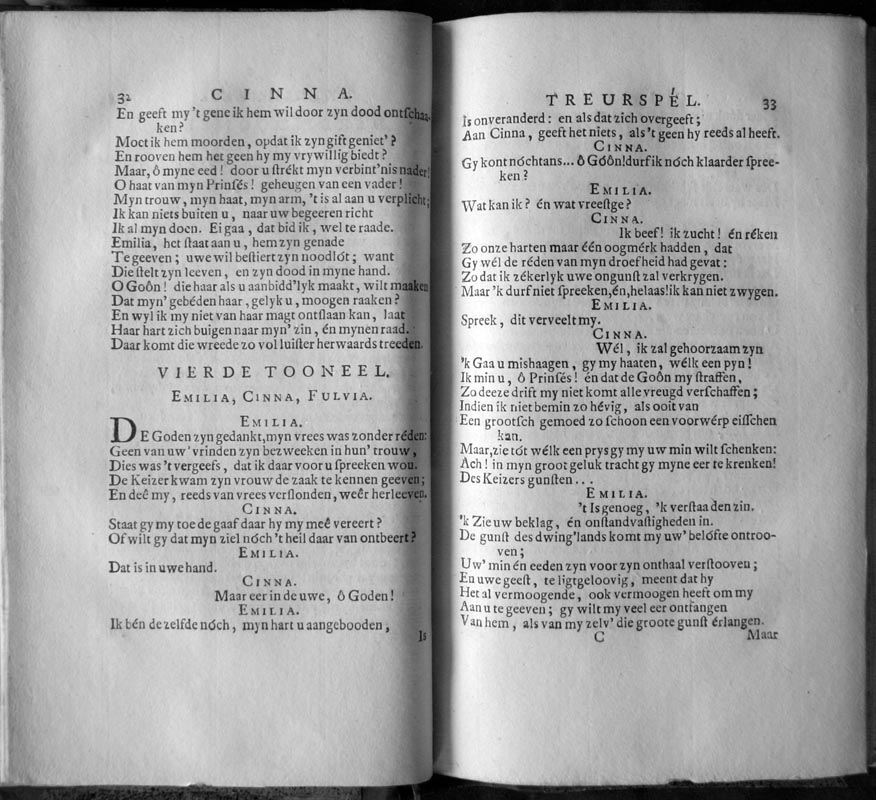 32 CINNA.
En geeft my 't gene ik hem wil door zyn dood ontſchaa-
ken?
Moct ik hem moorden, opdat ik zyn gift geniet'?
En rooven hem het geen hy my vrywillig biedt?
Maar, ô myne eed! door u ſtrékt myn verbint'nis nader!
O haat van myn Prinſés! geheugen van een vader!
Myn trouw, myn haat, myn arm, 't is al aan u verplicht;
Ik kan niets buiten u, naar uw begeeren richt
Ik al myn doen. Ei gaa, dat bid ik, wel te raade.
Emilia, het ſtaat aan u, hem zyn genade
Te geeven; uwe wil beſtiert zyn noodlót; want
Die ſtelt zyn leeven, en zyn dood in myne hand.
O Goôn! die haar als u aanbidd'lyk maakt, wilt maaken
Dat myn' gebéden haar, gelyk u, moogen raaken?
En wyl ik my niet van haar magt ontſlaan kan, laat
Haar hart zich buigen naar myn' zin, én mynen raad.
Daar komt die wreede zo vol luiſter herwaards treeden.
VIERDE TOONEEL.
EMILIA, CINNA, FULVIA.
EMILIA.
DE Goden zyn gedankt, myn vrees was zonder réden:
Geen van uw' vrinden zyn bezweeken in hun' trouw,
Dies was 't vergeefs, dat ik daar voor u ſpreeken wou.
De Keizer kwam zyn vrouw de zaak te kennen geeven;
En deê my, reeds van vrees verſlonden, weêr herleeven.
CINNA.
Staat gy my toe de gaaf daar hy my meê vereert?
Of wilt gy dat myn ziel nóch 't heil daar van ontbeert?
EMILIA.
Dat is in uwe hand.
CINNA.
Maar eer in de uwe, ô Goden!
EMILIA.
Ik bén de zelfde nóch, myn hart u aangebooden,
Is
TREURSPÉL. 33
Is onveranderd: en als dat zich overgeeft;
Aan Cinna, geeft het niets, als 't geen hy reeds al heeft.
CINNA.
Gy kont nóchtans... ô Góôn! durf ik nóch klaarder ſpree-
ken?
EMILIA.
Wat kan ik? én wat vreeſtge?
CINNA.
Ik beef! ik zucht! én réken
Zo onze harten maar één oogmérk hadden, dat
Gy wél de réden van myn droefheid had gevat:
Zo dat ik zékerlyk uwe ongunſt zal verkrygen.
Maar 'k durf niet ſpreeken, én, helaas! ik kan niet zwygen.
EMILIA.
Spreek, dit verveelt my.
CINNA.
Wél, ik zal gehoorzaam zyn
'k Gaa u mishaagen, gy my haaten, wélk een pyn!
Ik min u, ô Prinſés! én dat de Goôn my ſtraffen,
Zo deeze drift my niet komt alle vreugd verſchaffen;
Indien ik niet bemin zo hévig, als ooit van
Een grootſch gemoed zo ſchoon een voorwérp eiſſchen
kan.
Maar, zie tót wélk een prys gy my uw min wilt ſchenken:
Ach! in myn groot geluk tracht gy myne eer te krenken!
Des Keizers gunſten...
EMILIA.
't Is genoeg, 'k verſtaa den zin.
'k Zie uw beklag, én onſtandvaſtigheden in.
De gunſt des dwing'lands komt my uw' belófte ontroo-
ven;
Uw' min én eeden zyn voor zyn onthaal verſtooven;
En uwe geeſt, te ligtgeloovig, meent dat hy
Het al vermoogende, ook vermoogen heeft om my
Aan u te geeven; gy wilt my veel eer ontfangen
Van hem, als van my zelv' die groote gunſt érlangen.
C Maar